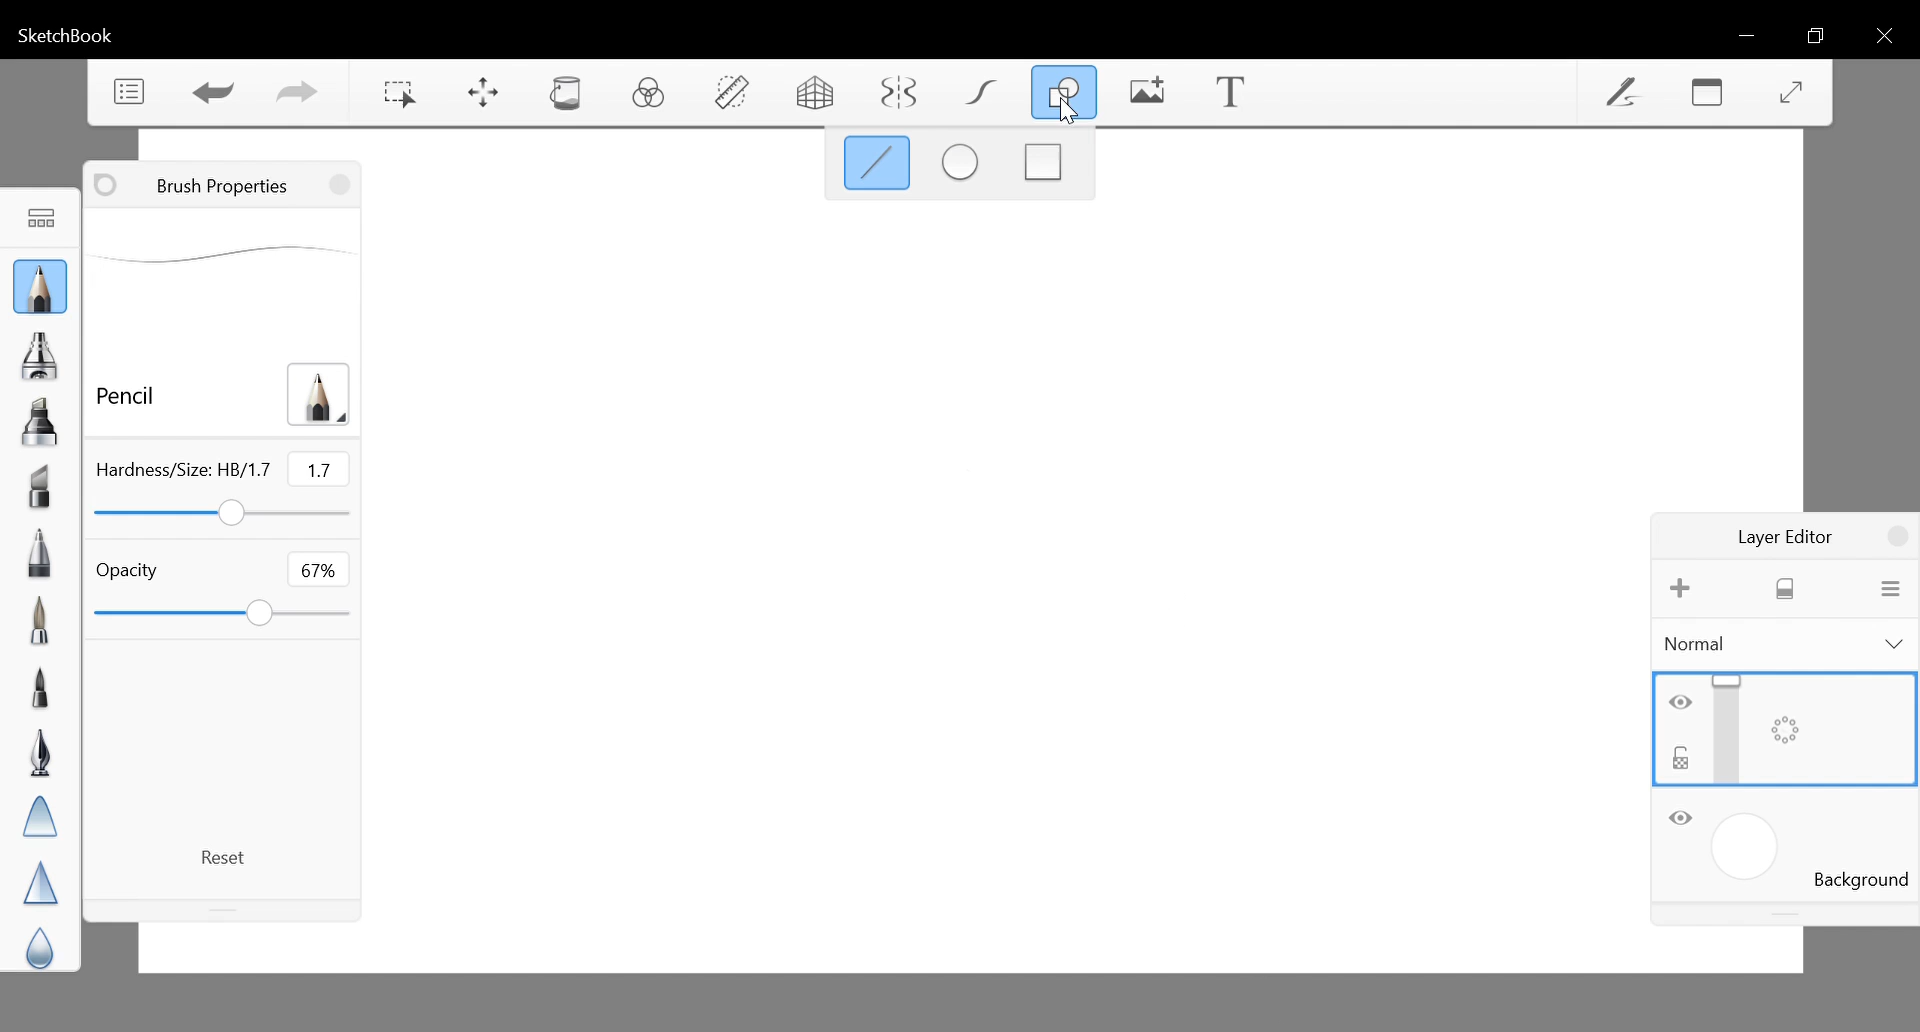 SketchBook
T
Brush Properties
Pencil
Hardness/Size: HB/1.7
1.7
Opacity
67%
Reset
Layer Editor
Normal
Background